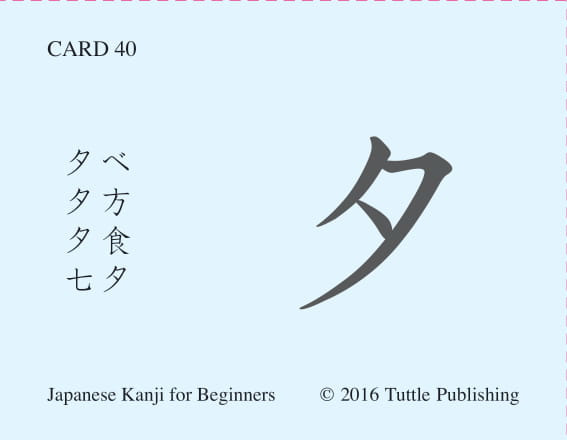 CARD 40
夕べ
夕方
夕食
七夕
夕
Japanese Kanji for Beginners
© 2016 Tuttle Publishing